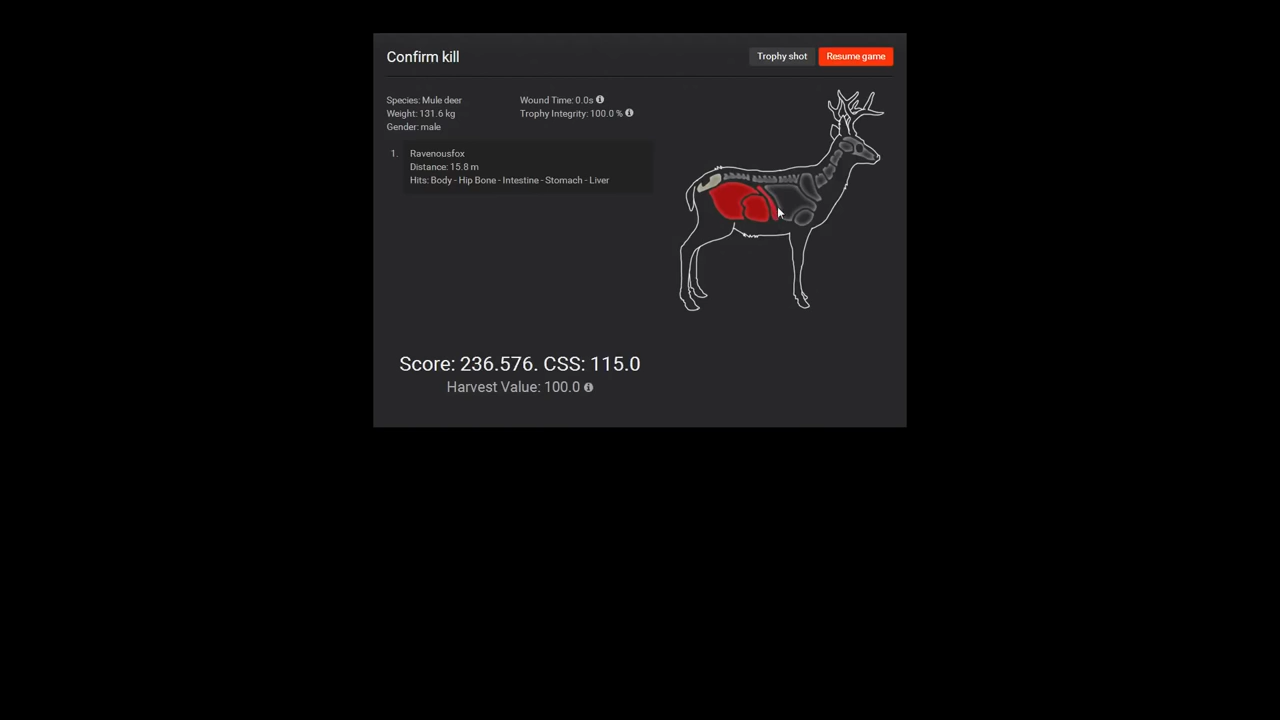 Confirm kill
Trophy shot
Resume game
Species: Mule deer
Weight: 131.6 kg
Gender: male
Wound Time: 0.0s
Trophy Integrity: 100.0 %
1.
Ravenousfox
Distance: 15.8 m
Hits: Body - Hip Bone - Intestine - Stomach - Liver
Score: 236.576. CSS: 115.0
Harvest Value: 100.0